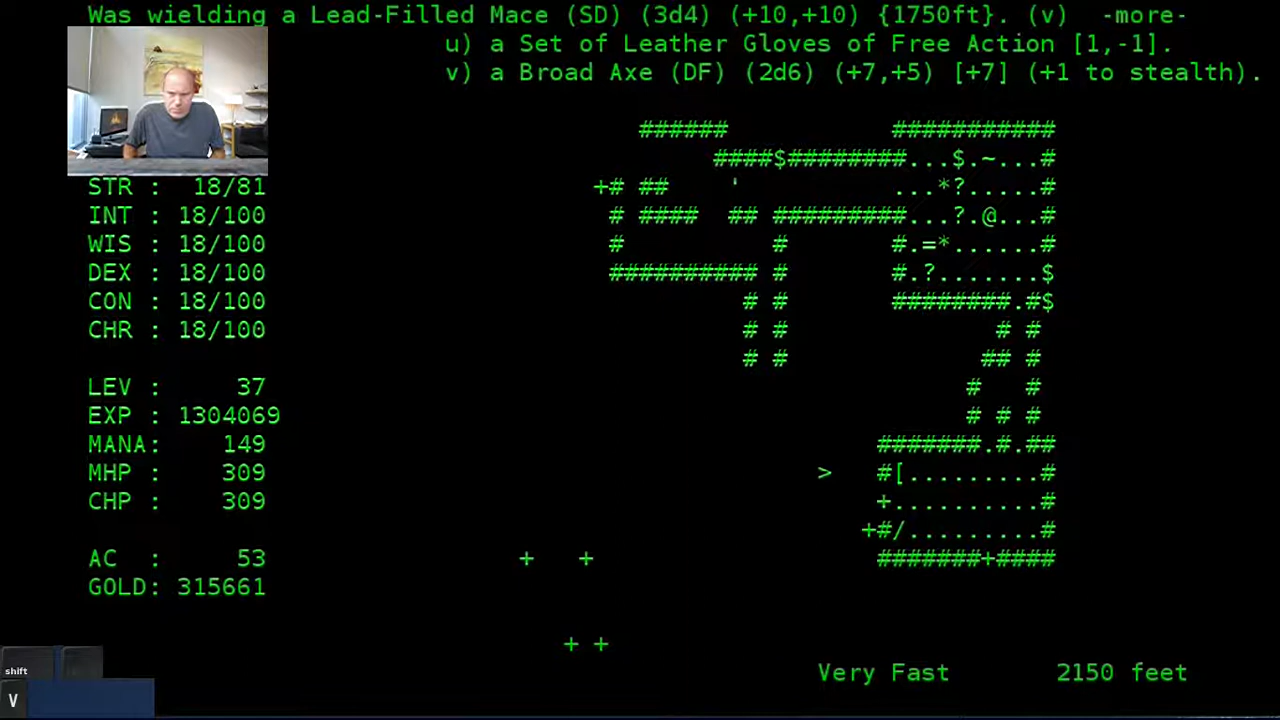 Was wielding a Lead-Filled Mace (SD) (3d4) (+10,+10) {1750ft}. (v)  -more-
u) a Set of Leather Gloves of Free Action [1,-1].
v) a Broad Axe (DF) (2d6) (+7,+5) [+7] (+1 to stealth).
######           ###########
####$########...$.~...#
+# ##    '          ...*?.....#
STR :  18/81
# ####  ## #########...?.@...#
INT : 18/100
#          #       #.=*......#
WIS : 18/100
########## #       #.?.......$
DEX : 18/100
# #       ########.#$
CON : 18/100
# #              # #
CHR : 18/100
# #             ## #
#   #
LEV :     37
# # #
EXP : 1304069
#######.#.##
MANA:    149
>   #[.........#
MHP :    309
+..........#
CHP :    309
+#/.........#
+   +                   #######+####
AC  :     53
GOLD: 315661
+ +
Very Fast       2150 feet
shift
V